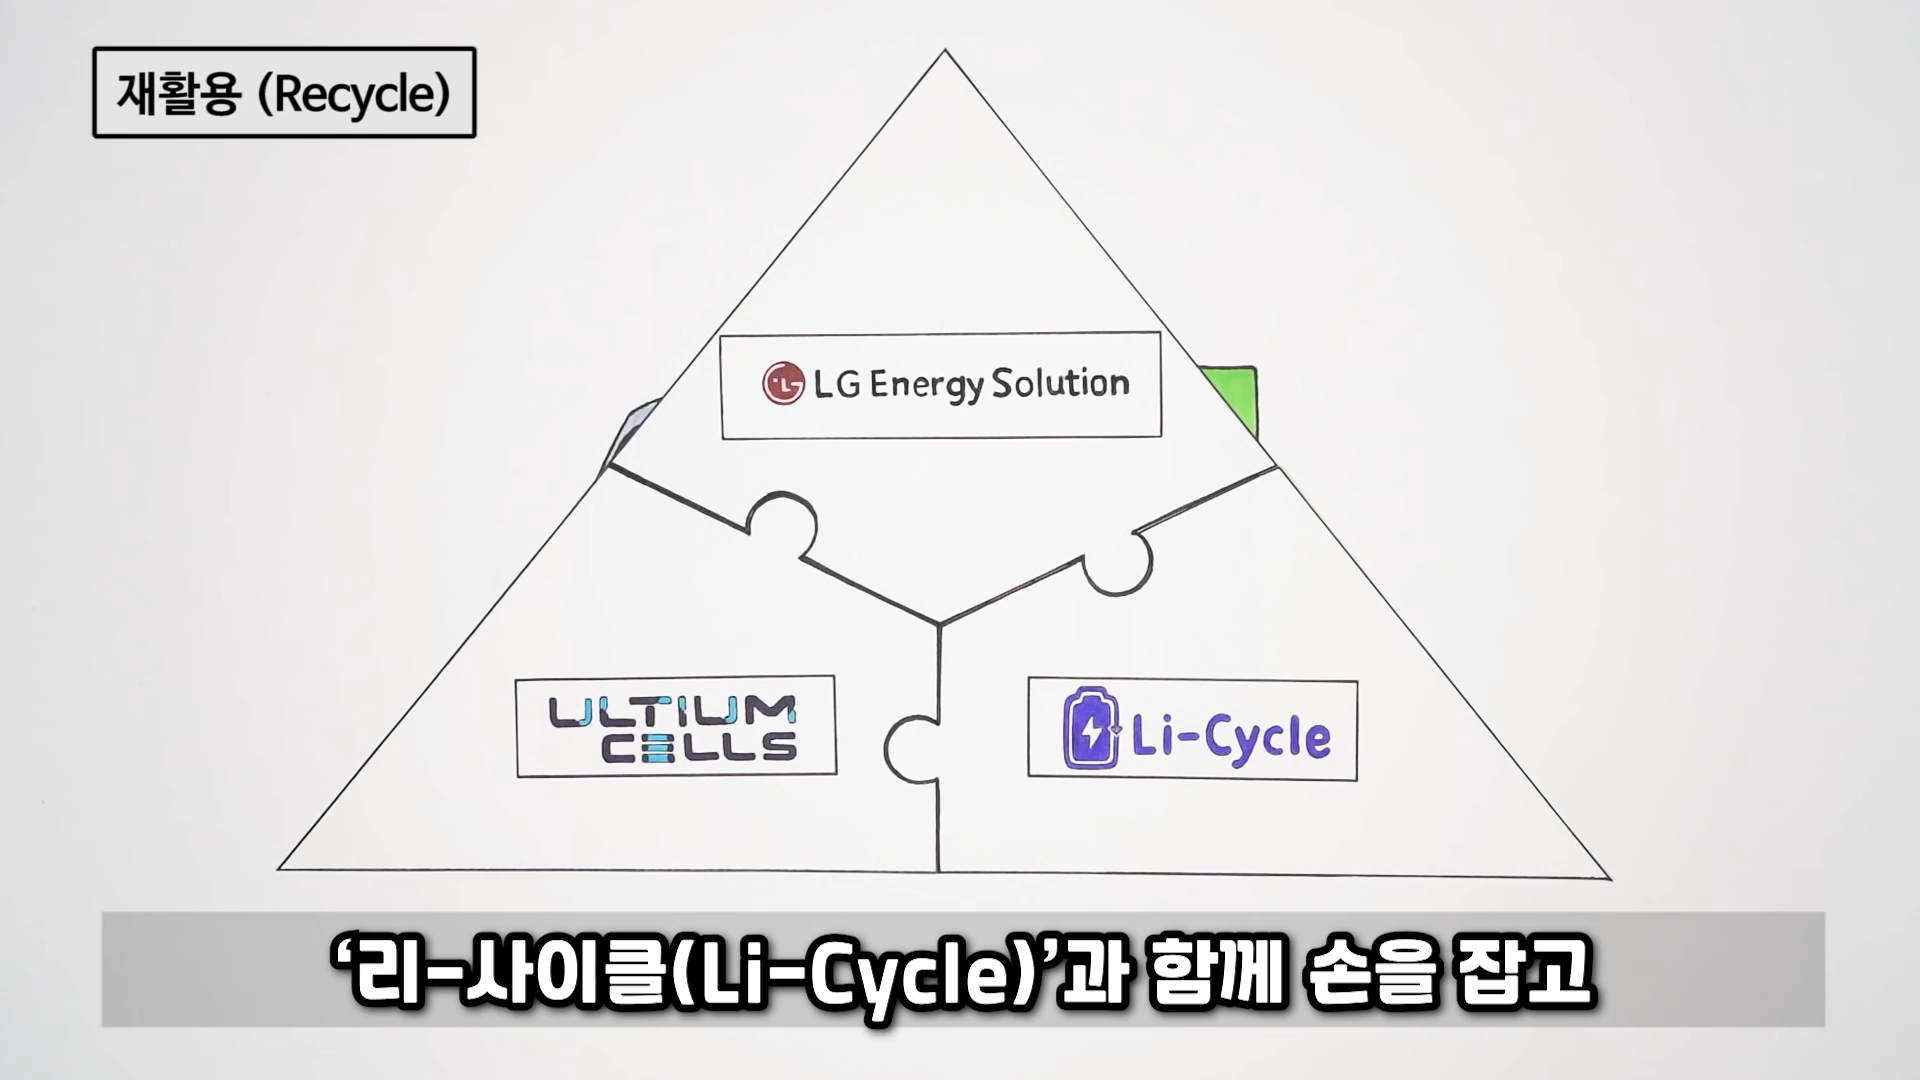 재활용 (Recycle)
LG Energy Solution
ULTIUM
CELLS
Li-Cycle
‘리-사이클(Li-Cycle)’과 함께 손을 잡고